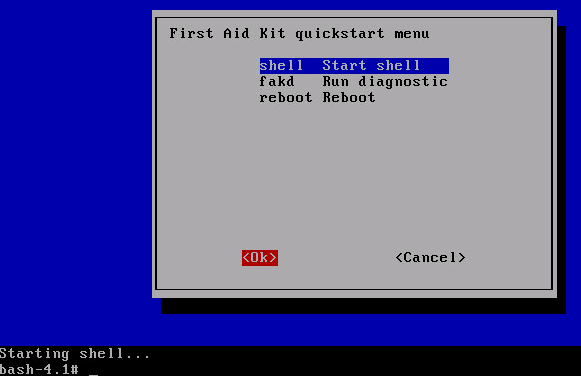 First Aid Kit quickstart menu
shell Start shell
fakd Run diagnostic
reboot Reboot
<Ok> <Cancel>
Starting shell...
bash-4.1# _